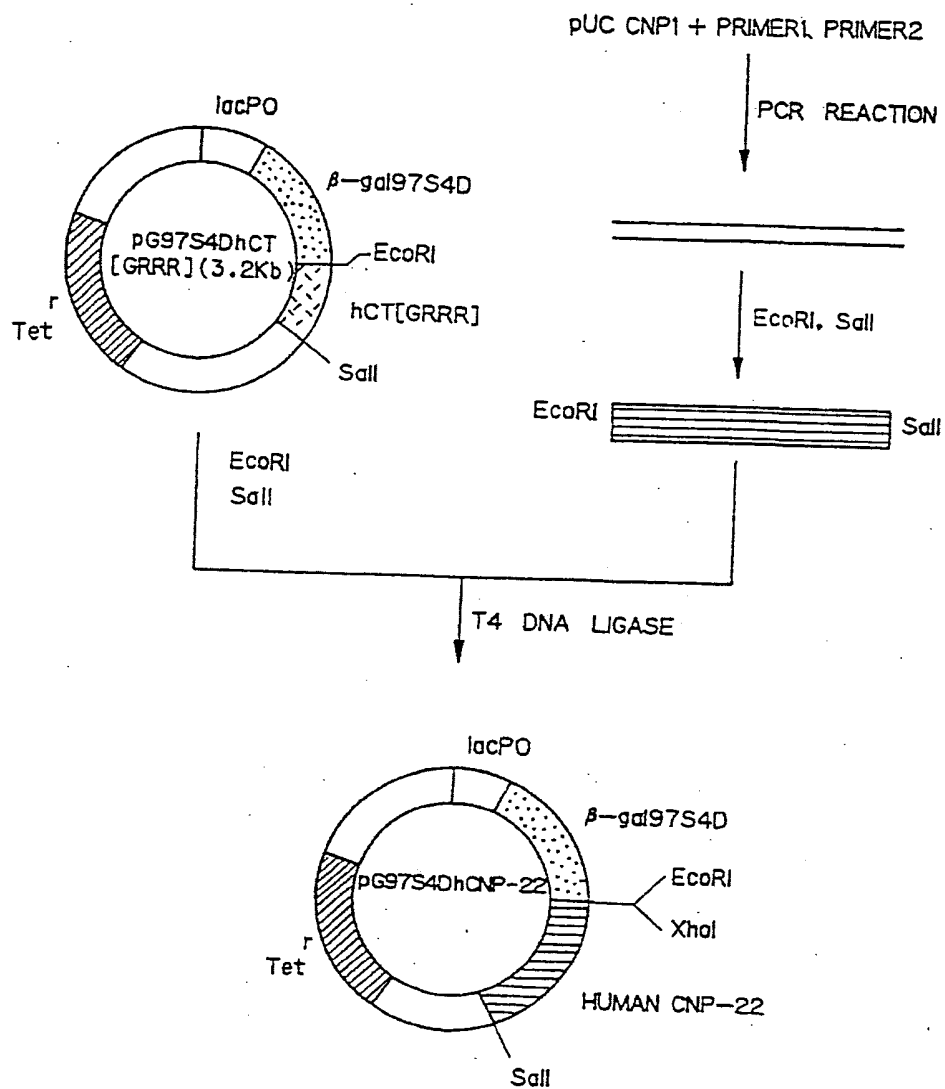 pUC CNP1 + PRIMER1, PRIMER2
PCR REACTION
lacPO
β-gal97S4D
pG97S4DhCT
[GRRR](3.2Kb)
EcoRI
hCT[GRRR]
r
Tet
SalI
EcoRI, SalI
EcoRI
SalI
EcoRI
SalI
T4 DNA LIGASE
lacPO
β-gal97S4D
pG97S4DhCNP-22
EcoRI
XhoI
r
Tet
HUMAN CNP-22
SalI